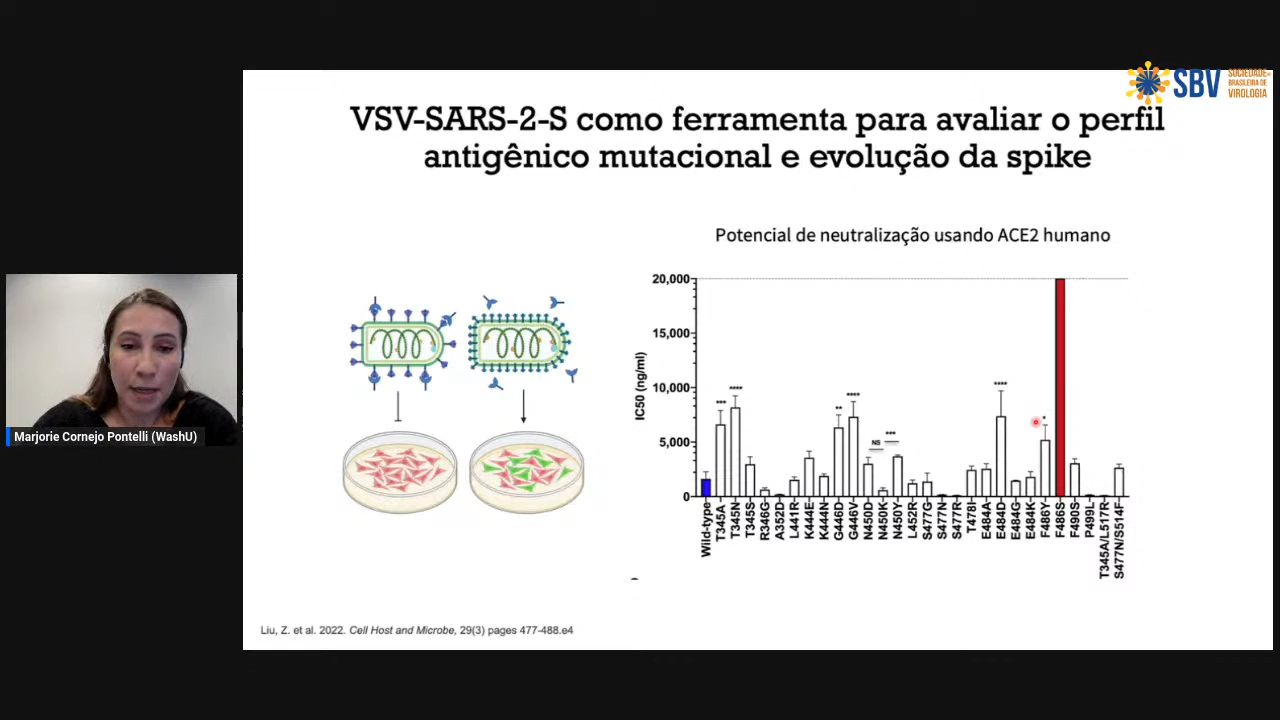 SBV
SOCIEDADE
BRASILEIRA DE
VIROLOGIA
VSV-SARS-2-S como ferramenta para avaliar o perfil
antigênico mutacional e evolução da spike
Potencial de neutralização usando ACE2 humano
IC50 (ng/ml)
20,000
15,000
10,000
5,000
0
***
****
**
****
NS
***
****
*
Wild-type
T345A
T345N
T345S
R346G
A352D
L441R
K444E
K444N
G446D
G446V
N450D
N450K
N450Y
L452R
S477G
S477N
S477R
T478I
E484A
E484D
E484G
E484K
F486Y
F486S
F490S
P499L
T345A/L517R
S477N/S514F
Marjorie Cornejo Pontelli (WashU)
Liu, Z. et al. 2022. Cell Host and Microbe, 29(3) pages 477-488.e4